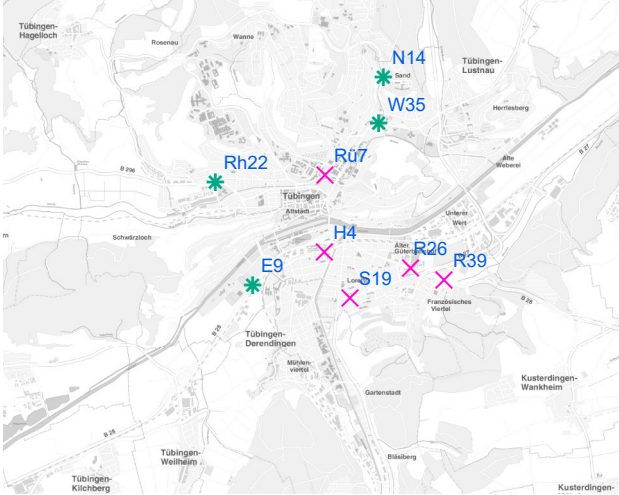 Tübingen-
Hagelloch
Rosenau
Wanne
N14
Sand
Tübingen-
Lustnau
W35
Herrlesberg
B 27
Rh22
Rü7
Alte
Weberei
B 296
Tübingen
Altstadt
Unterer
Wert
Schwärzloch
H4
Alter
R26
R39
E9
S19
B 28
Französisches
Viertel
B 28
Tübingen-
Derendingen
Mühlen-
viertel
Gartenstadt
Kusterdingen-
Wankheim
B 28
Tübingen-
Weilheim
Bläsiberg
Tübingen-
Kilchberg
Kusterdingen-